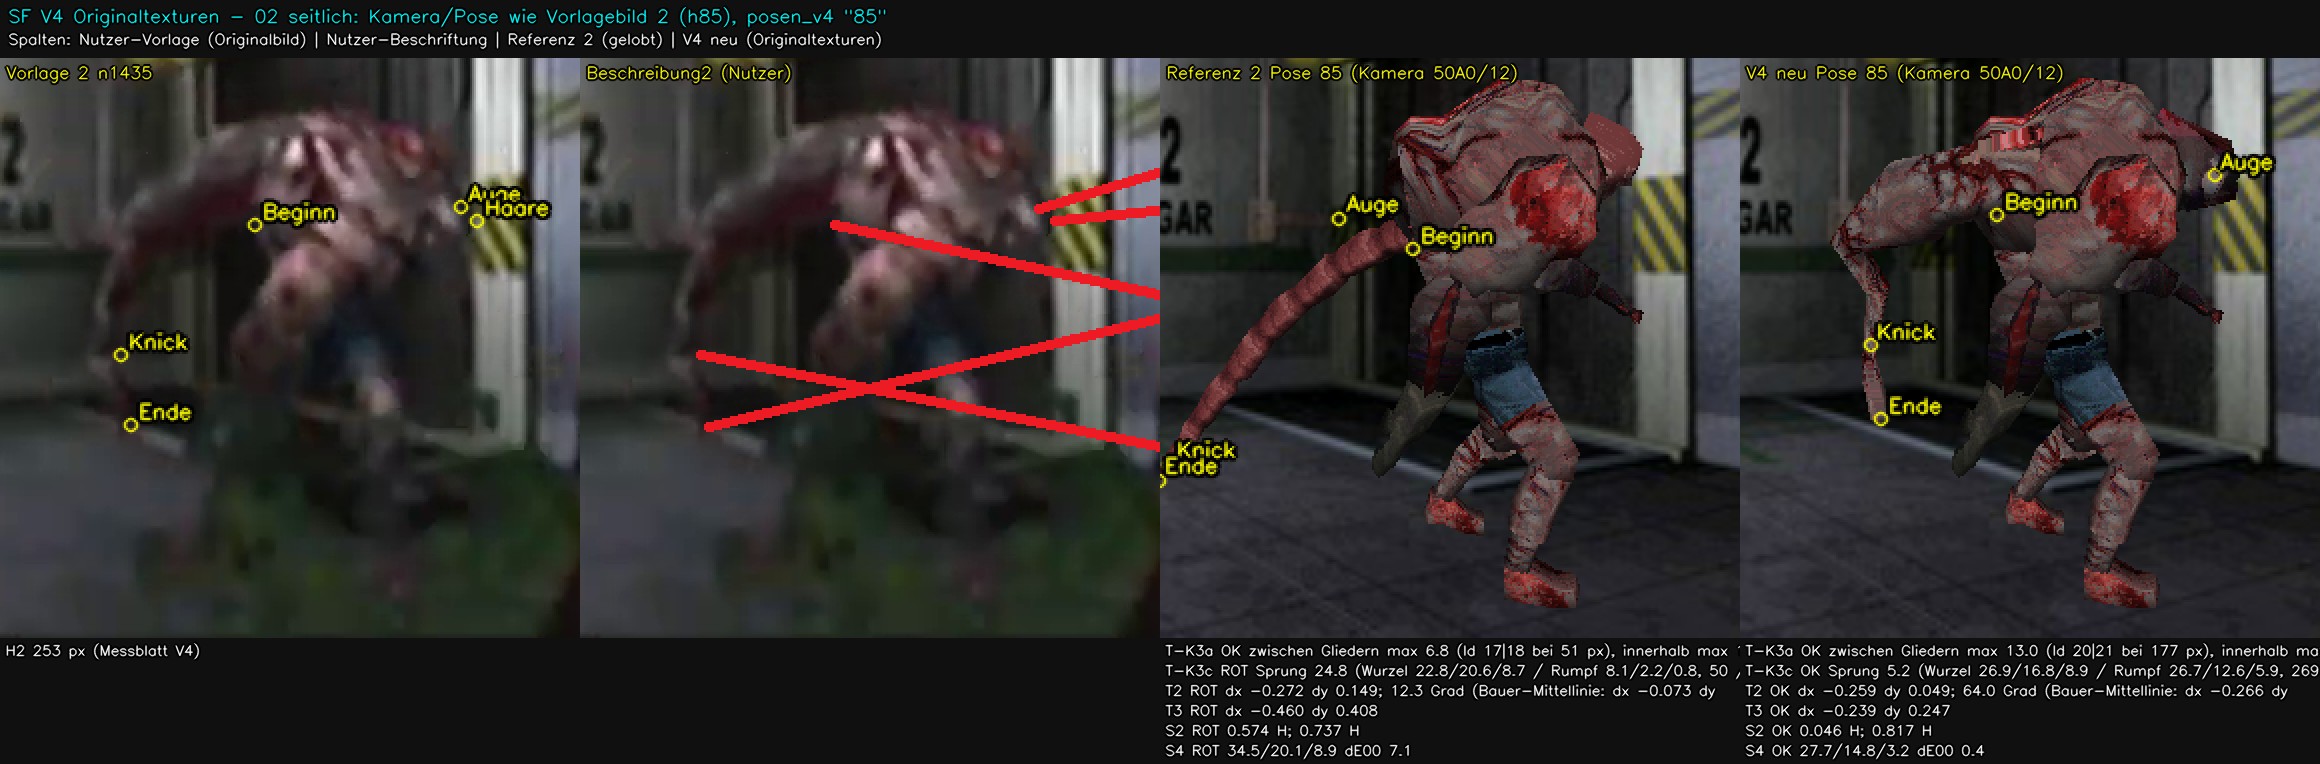 SF V4 Originaltexturen – 02 seitlich: Kamera/Pose wie Vorlagebild 2 (h85), posen_v4 "85"
Spalten: Nutzer-Vorlage (Originalbild) | Nutzer-Beschriftung | Referenz 2 (gelobt) | V4 neu (Originaltexturen)
Vorlage 2 n1435
Auge
Haare
Beginn
Knick
Ende
H2 253 px (Messblatt V4)
Beschreibung2 (Nutzer)
Referenz 2 Pose 85 (Kamera 50A0/12)
2
GAR
Auge
Beginn
Knick
Ende
T-K3a OK zwischen Gliedern max 6.8 (Id 17|18 bei 51 px), innerhalb max
T-K3c ROT Sprung 24.8 (Wurzel 22.8/20.6/8.7 / Rumpf 8.1/2.2/0.8, 50 /
T2 ROT dx -0.272 dy 0.149; 12.3 Grad (Bauer-Mittellinie: dx -0.073 dy
T3 ROT dx -0.460 dy 0.408
S2 ROT 0.574 H; 0.737 H
S4 ROT 34.5/20.1/8.9 dE00 7.1
V4 neu Pose 85 (Kamera 50A0/12)
2
GAR
Auge
Beginn
Knick
Ende
T-K3a OK zwischen Gliedern max 13.0 (Id 20|21 bei 177 px), innerhalb ma
T-K3c OK Sprung 5.2 (Wurzel 26.9/16.8/8.9 / Rumpf 26.7/12.6/5.9, 269
T2 OK dx -0.259 dy 0.049; 64.0 Grad (Bauer-Mittellinie: dx -0.266 dy
T3 OK dx -0.239 dy 0.247
S2 OK 0.046 H; 0.817 H
S4 OK 27.7/14.8/3.2 dE00 0.4